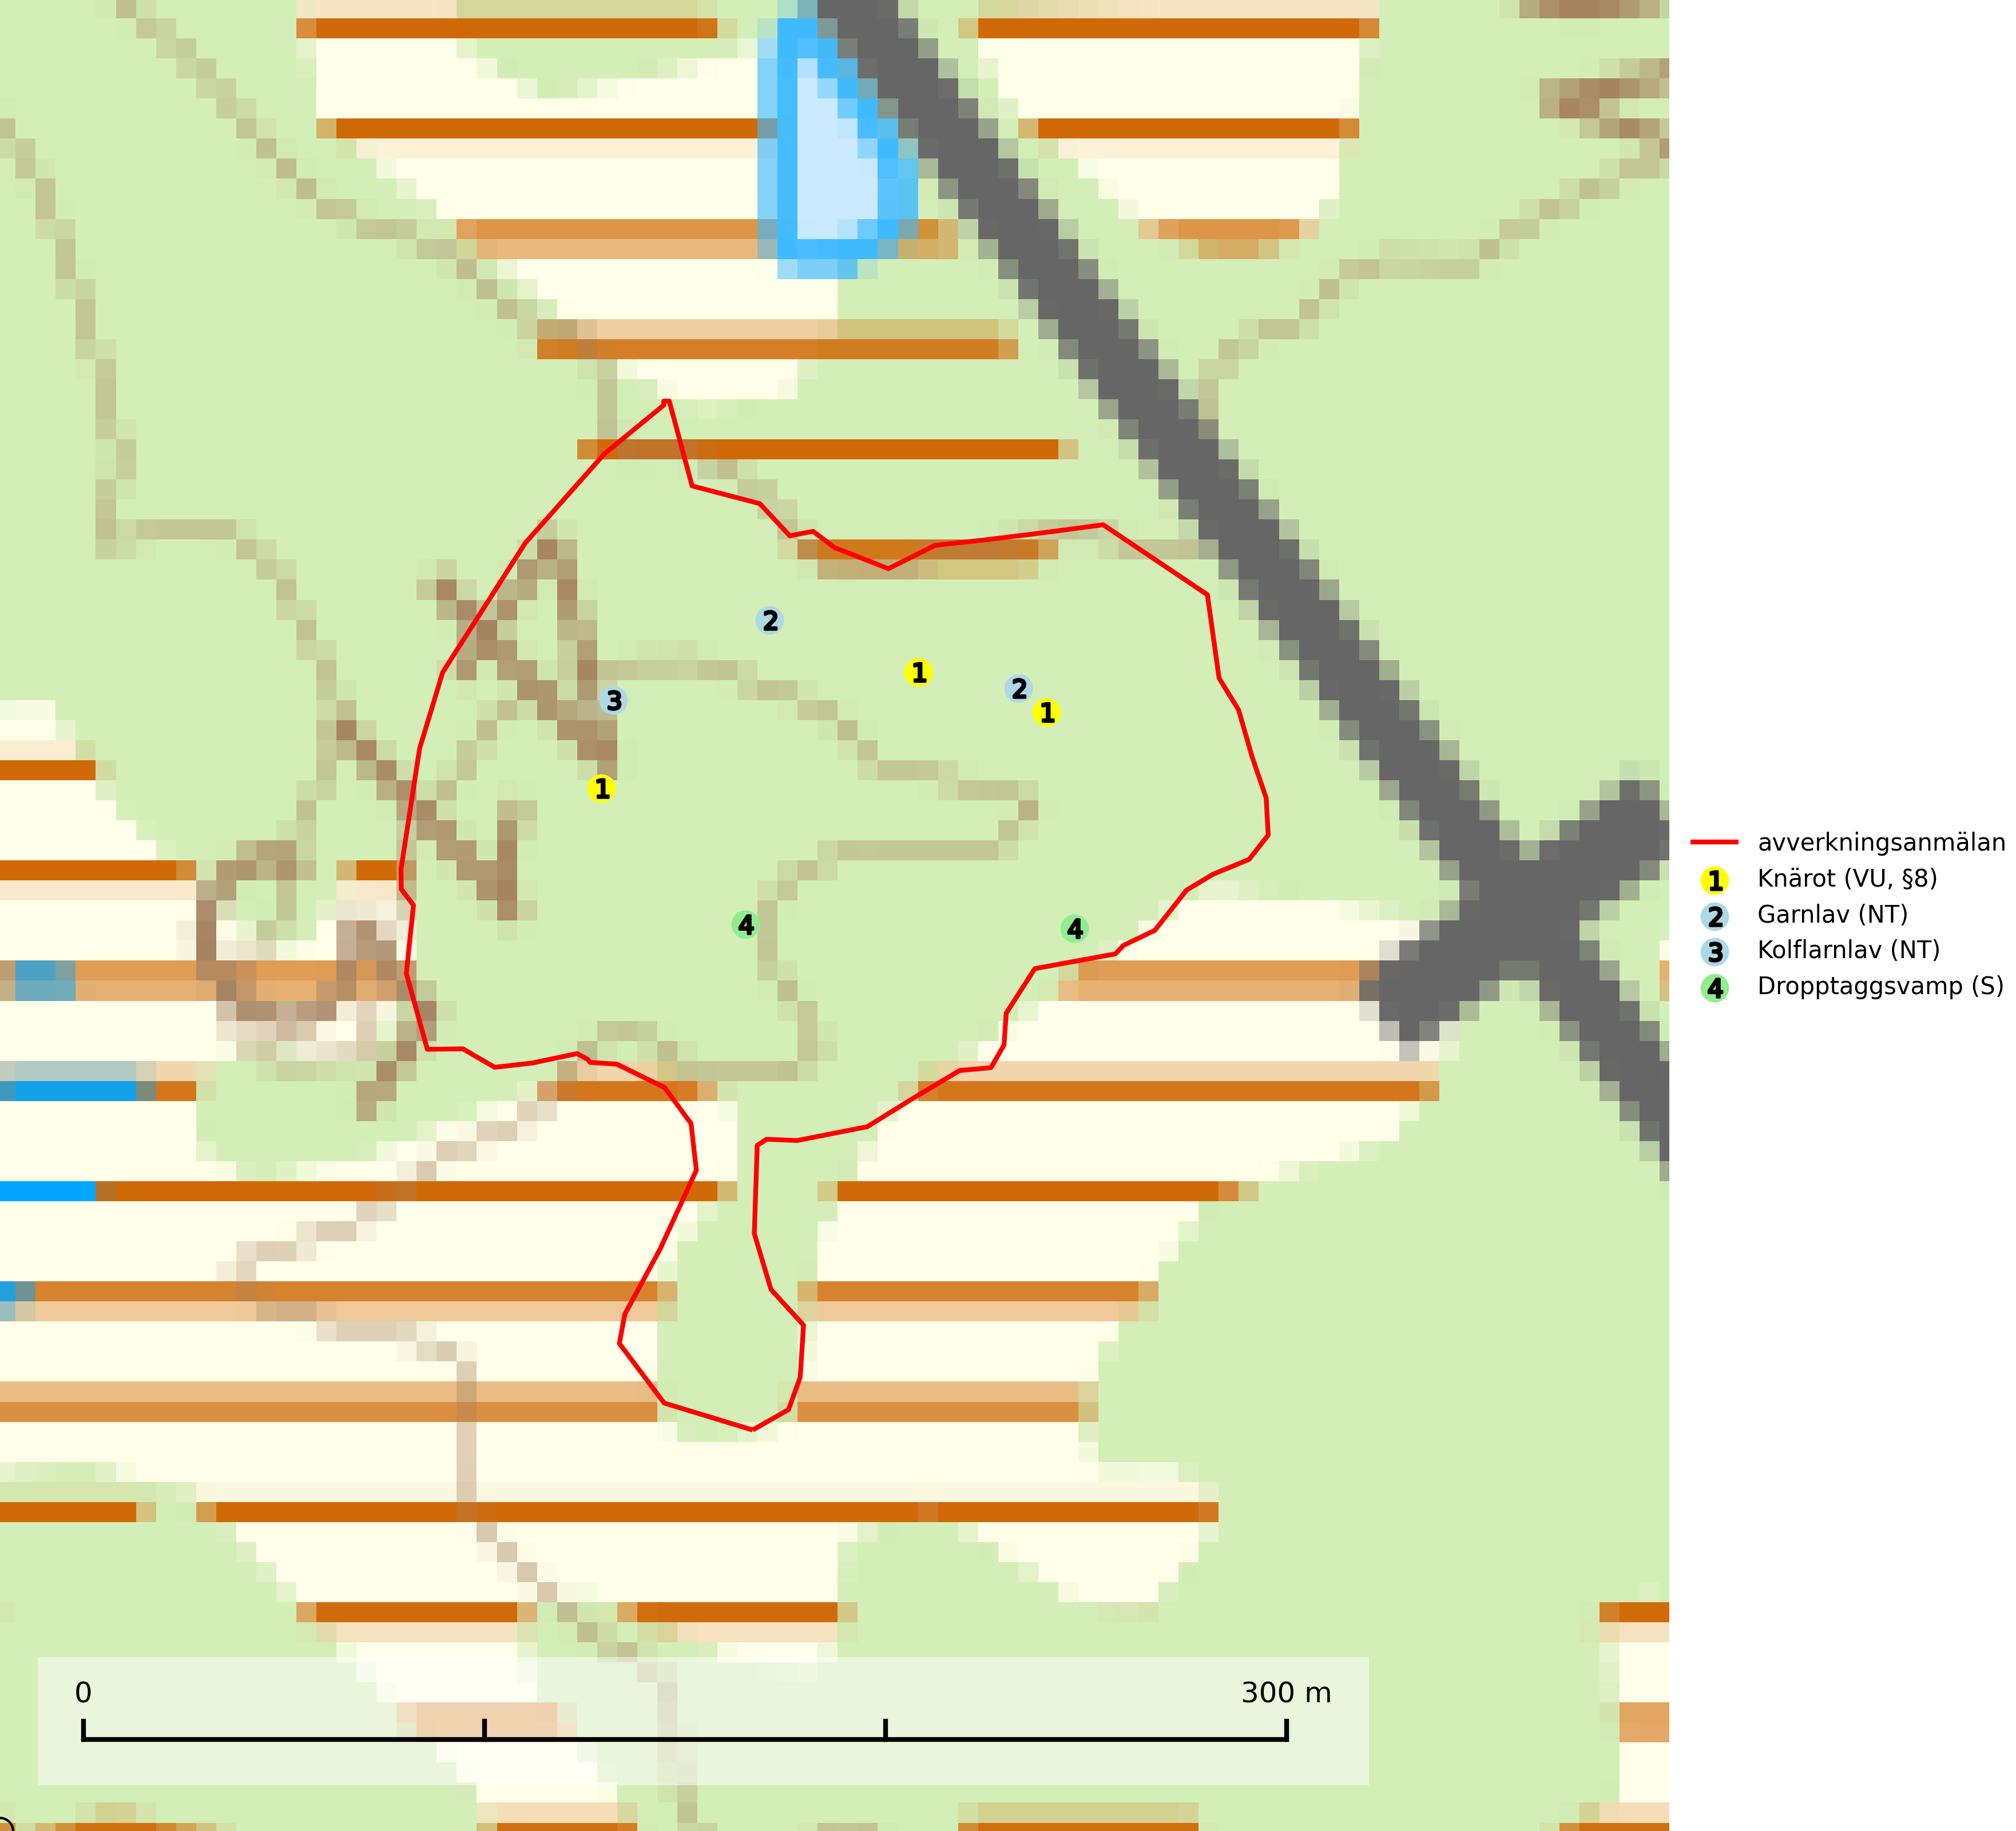 2
1
2
3
1
1
4
4
avverkningsanmälan
1 Knärot (VU, §8)
2 Garnlav (NT)
3 Kolflarnlav (NT)
4 Dropptaggsvamp (S)
0 300 m